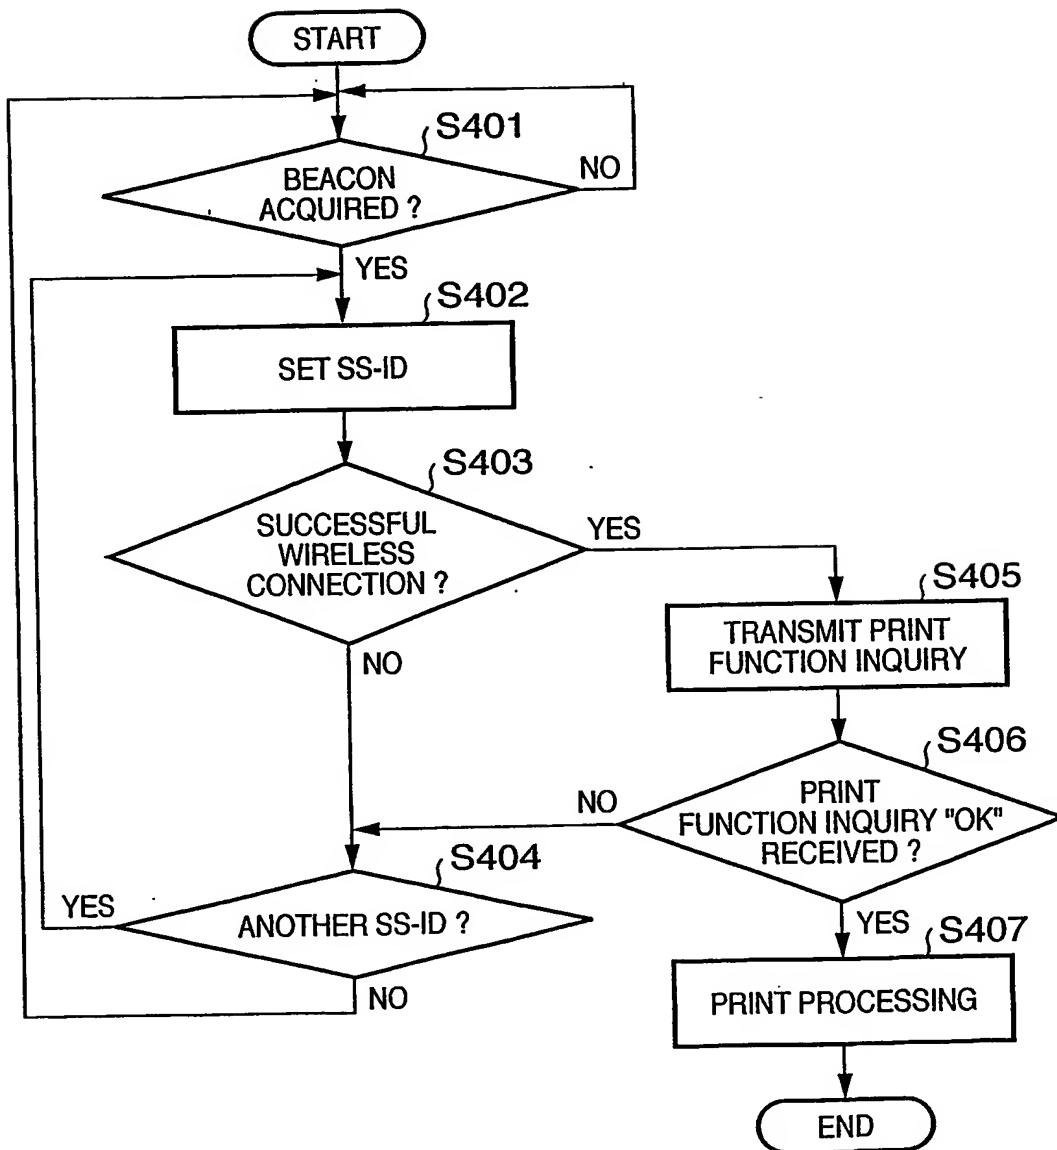 START
S401
BEACON
ACQUIRED ?
NO
YES
S402
SET SS-ID
S403
SUCCESSFUL
WIRELESS
CONNECTION ?
YES
NO
S405
TRANSMIT PRINT
FUNCTION INQUIRY
S406
PRINT
FUNCTION INQUIRY "OK"
RECEIVED ?
NO
YES
S404
ANOTHER SS-ID ?
YES
NO
S407
PRINT PROCESSING
END